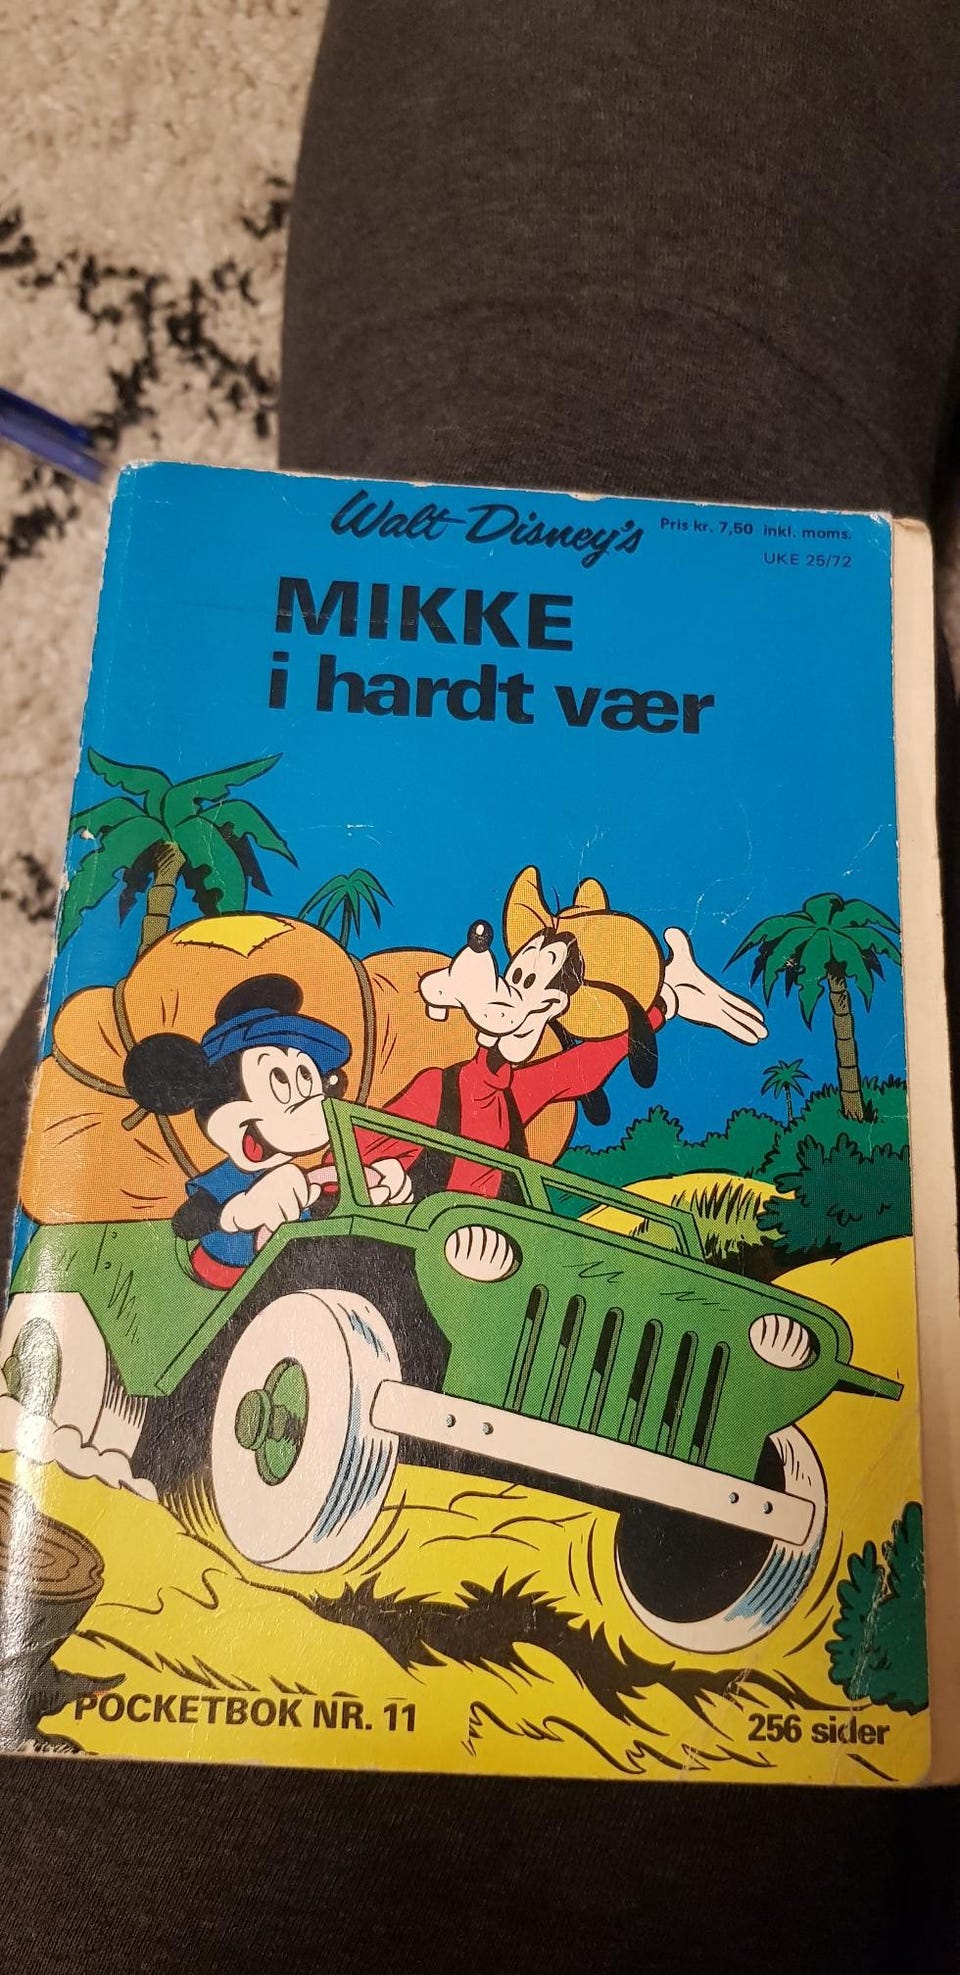 Walt Disney's
Pris kr. 7,50 inkl. moms.
UKE 25/72
MIKKE
i hardt vær
POCKETBOK NR. 11
256 sider